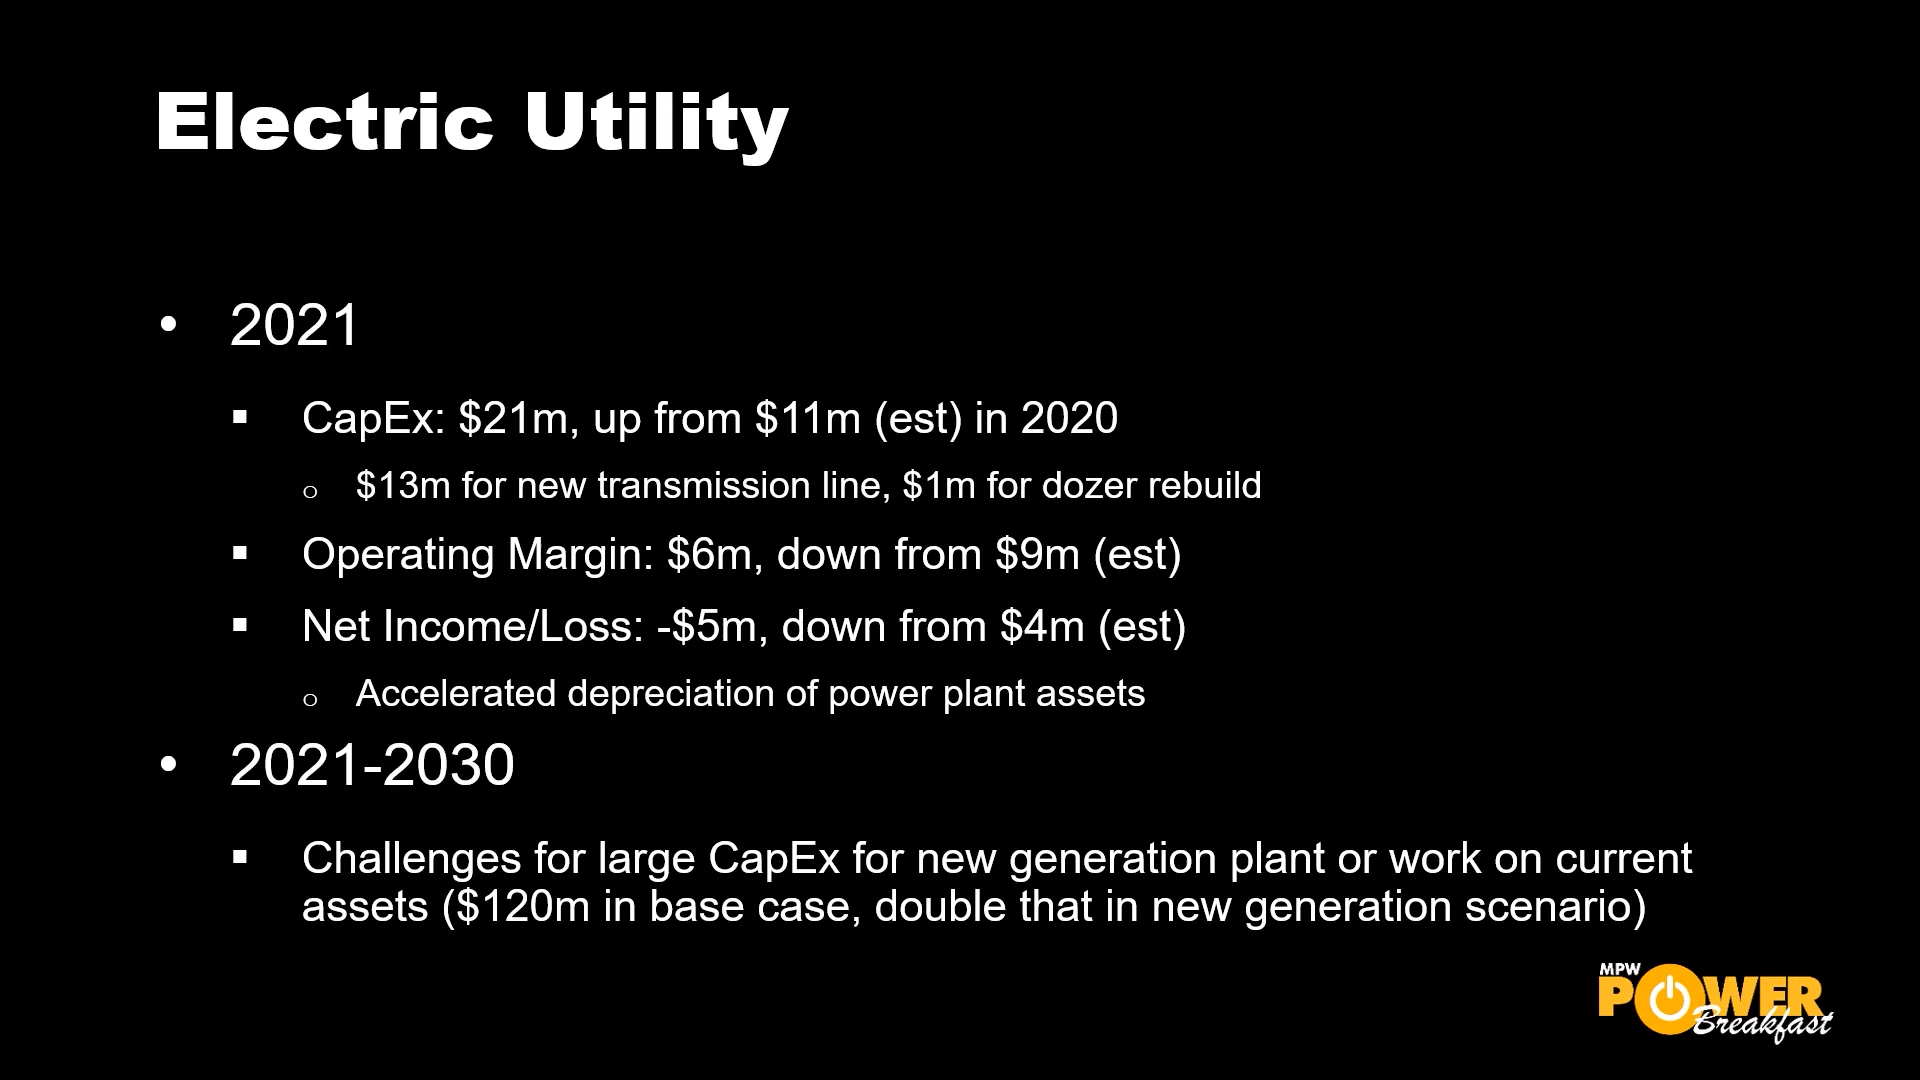 Electric Utility
• 2021
▪ CapEx: $21m, up from $11m (est) in 2020
o $13m for new transmission line, $1m for dozer rebuild
▪ Operating Margin: $6m, down from $9m (est)
▪ Net Income/Loss: -$5m, down from $4m (est)
o Accelerated depreciation of power plant assets
• 2021-2030
▪ Challenges for large CapEx for new generation plant or work on current
assets ($120m in base case, double that in new generation scenario)
MPW
POWER
Breakfast